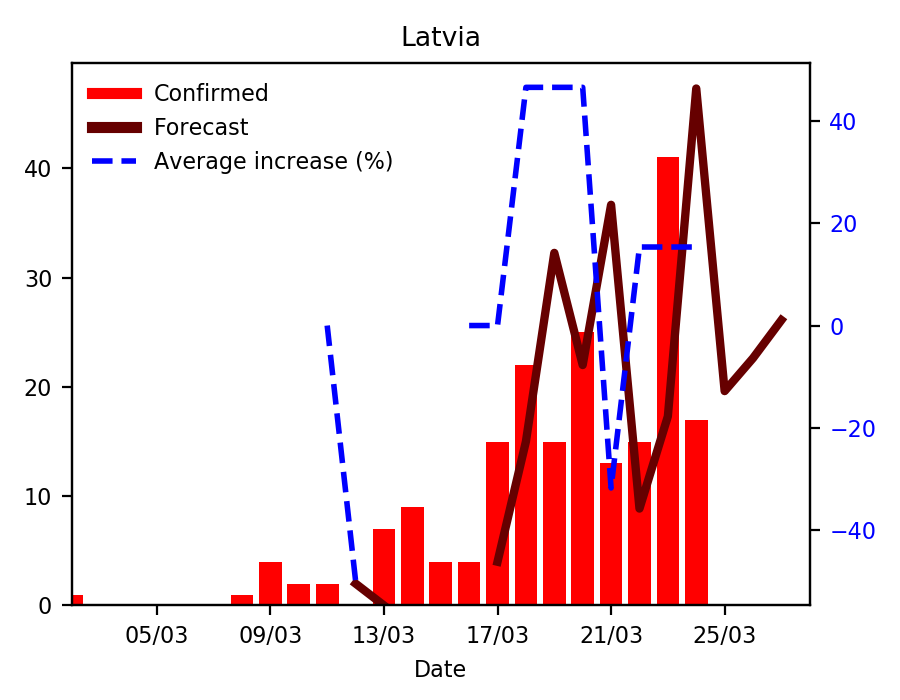 Latvia
Confirmed
Forecast
Average increase (%)
40
30
20
10
0
40
20
0
−20
−40
05/03 09/03 13/03 17/03 21/03 25/03
Date